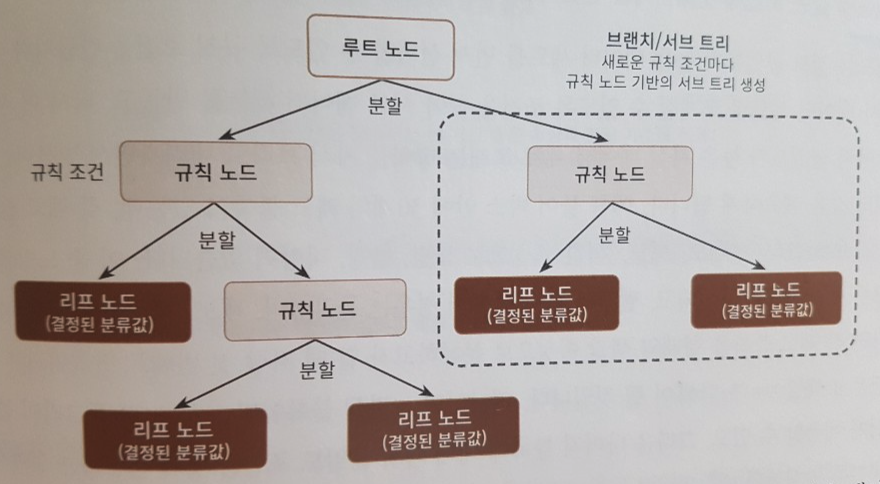 루트 노드
브랜치/서브 트리
새로운 규칙 조건마다
규칙 노드 기반의 서브 트리 생성
분할
규칙 조건
규칙 노드
규칙 노드
분할
분할
리프 노드
(결정된 분류값)
규칙 노드
리프 노드
(결정된 분류값)
리프 노드
(결정된 분류값)
분할
리프 노드
(결정된 분류값)
리프 노드
(결정된 분류값)